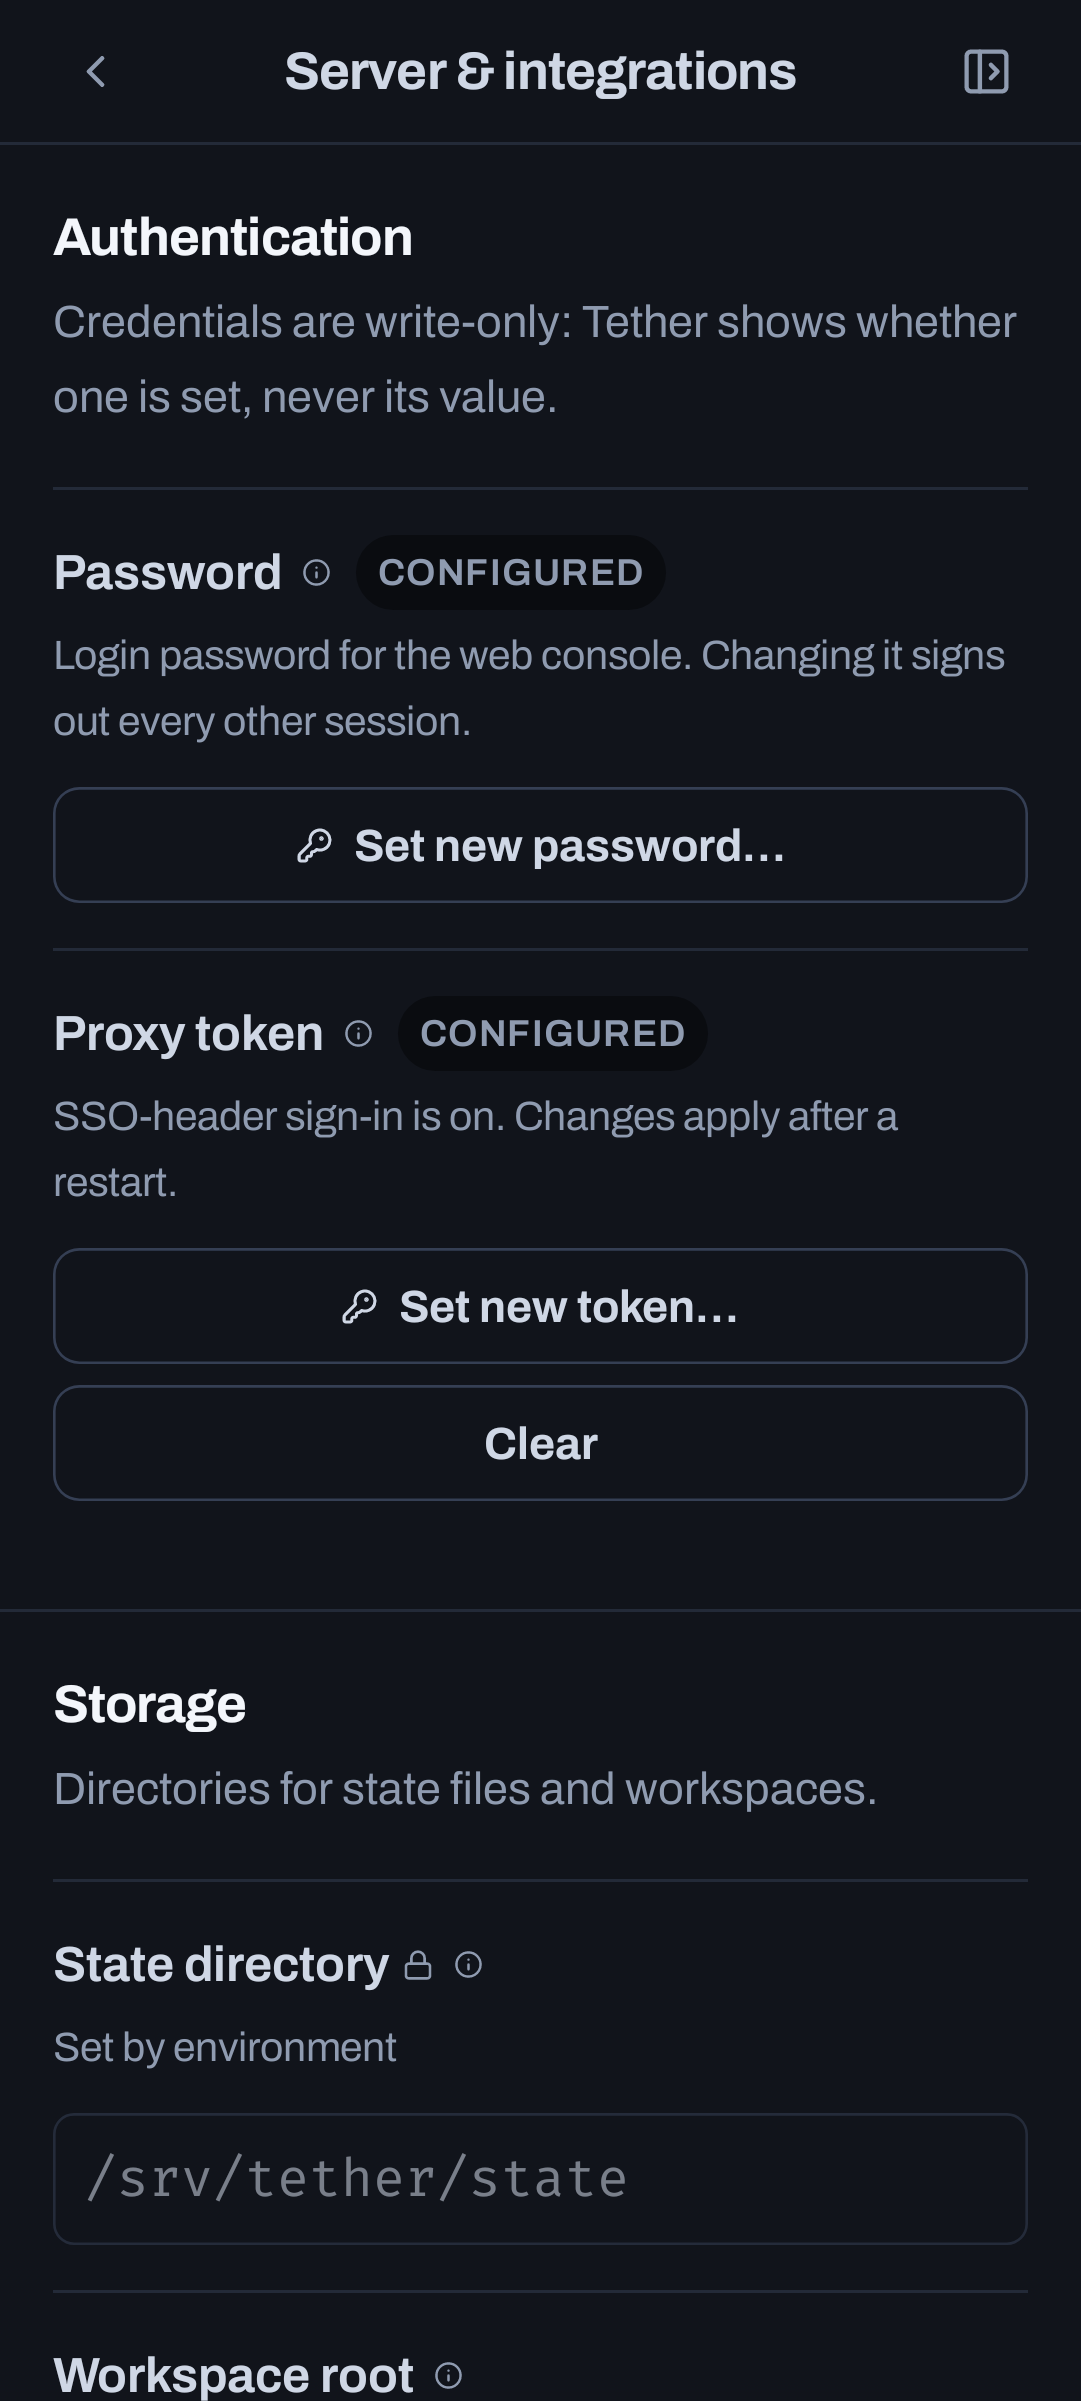 Server & integrations
Authentication
Credentials are write-only: Tether shows whether
one is set, never its value.
Password CONFIGURED
Login password for the web console. Changing it signs
out every other session.
Set new password...
Proxy token CONFIGURED
SSO-header sign-in is on. Changes apply after a
restart.
Set new token...
Clear
Storage
Directories for state files and workspaces.
State directory
Set by environment
/srv/tether/state
Workspace root